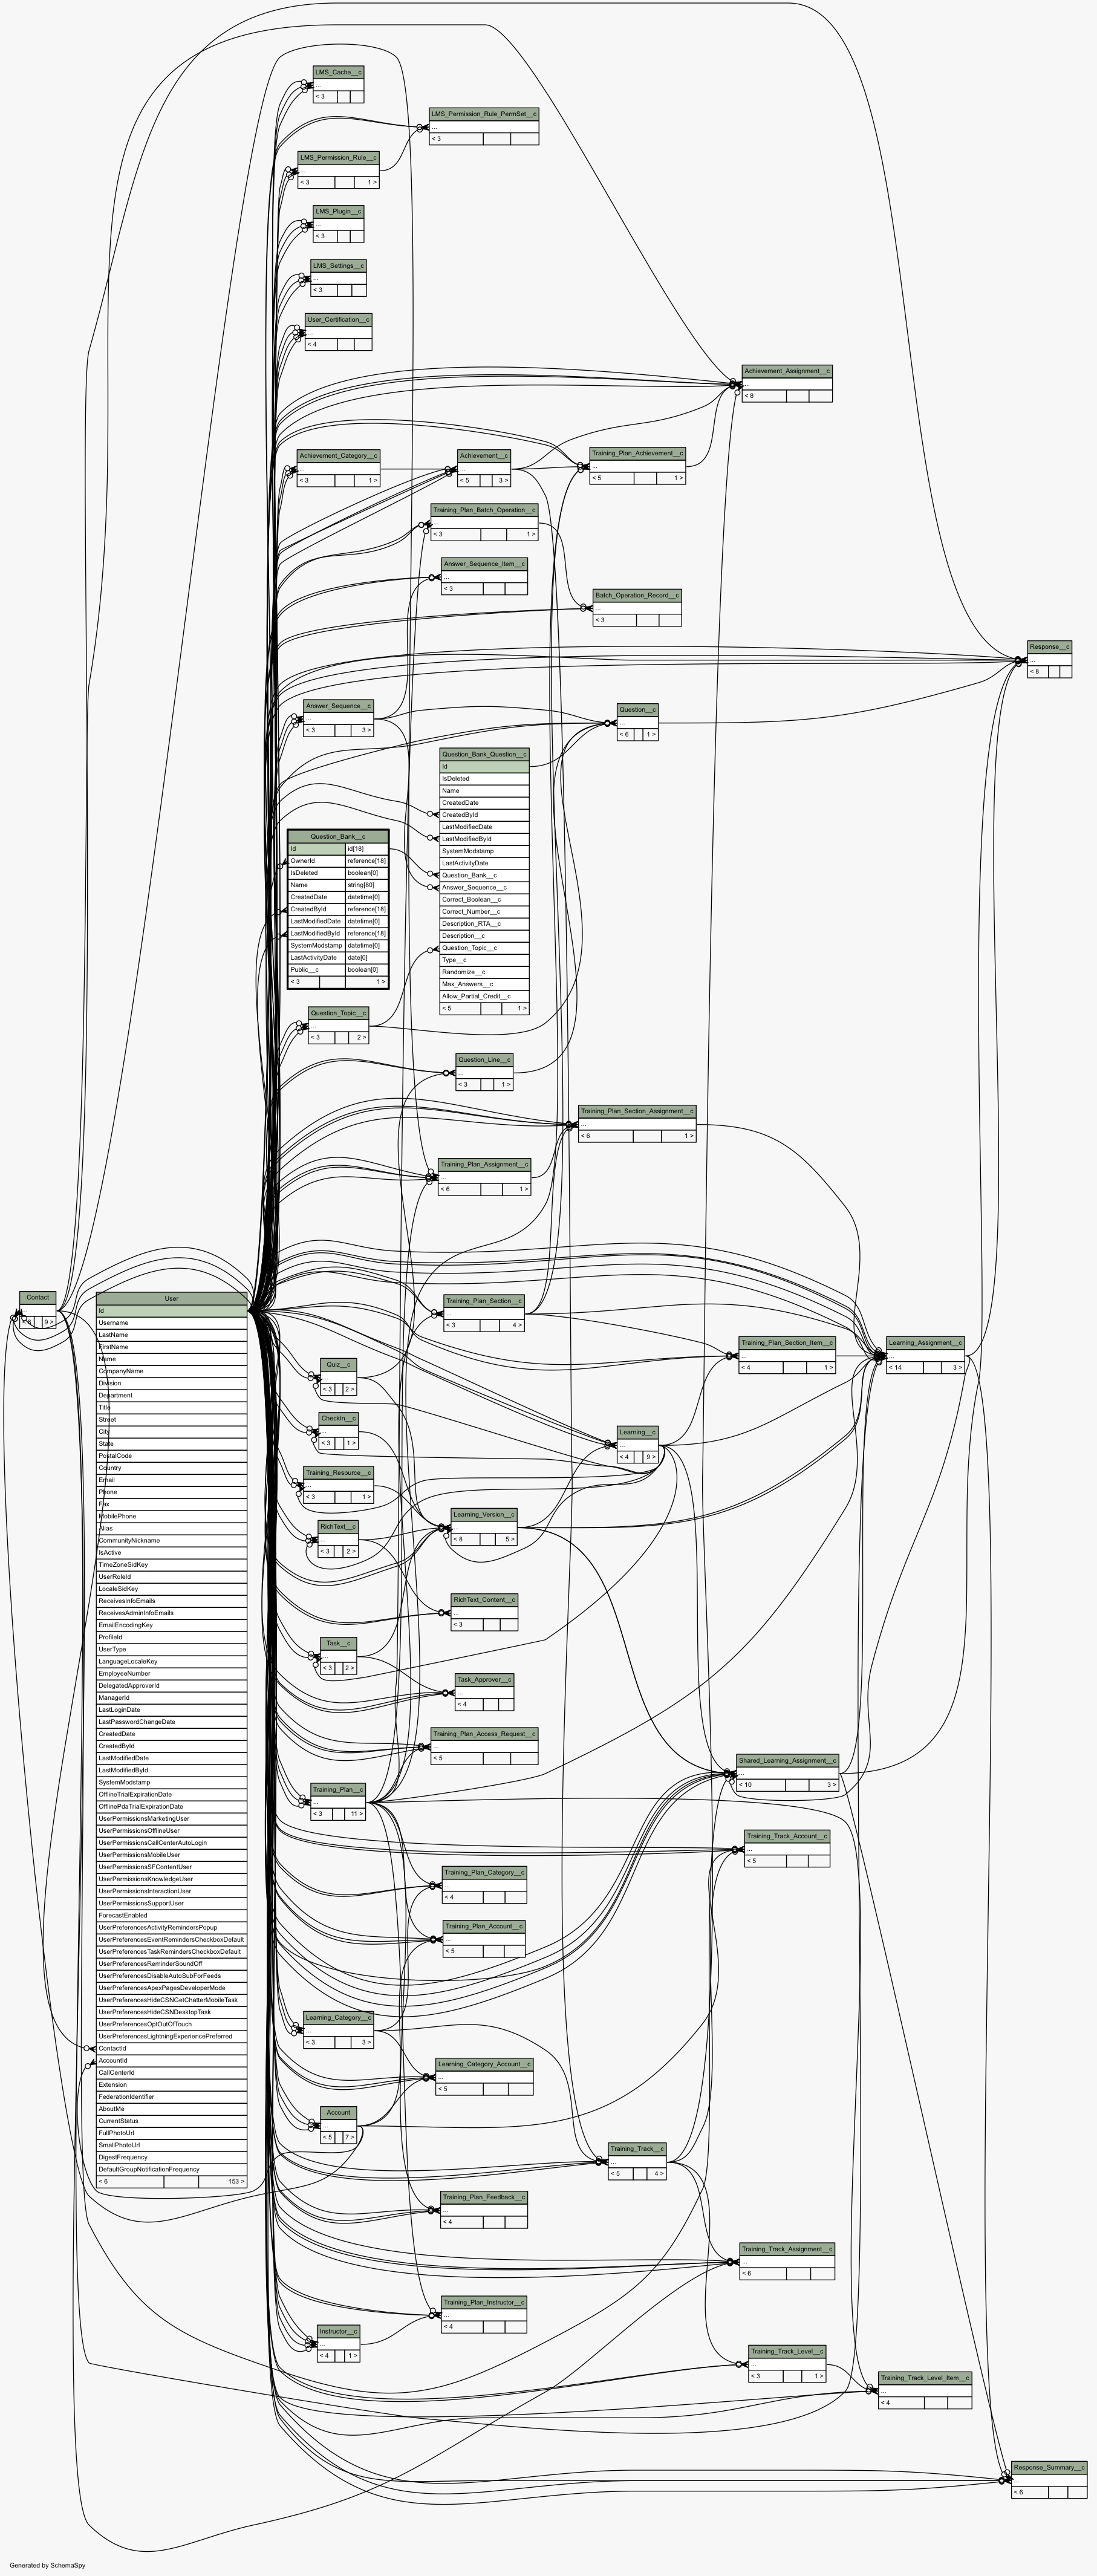 LMS_Cache__c
...
< 3
LMS_Permission_Rule_PermSet__c
...
< 3
LMS_Permission_Rule__c
...
< 3 1 >
LMS_Plugin__c
...
< 3
LMS_Settings__c
...
< 3
User_Certification__c
...
< 4
Achievement_Assignment__c
...
< 8
Achievement_Category__c
...
< 3 1 >
Achievement__c
...
< 5 3 >
Training_Plan_Achievement__c
...
< 5 1 >
Training_Plan_Batch_Operation__c
...
< 3 1 >
Answer_Sequence_Item__c
...
< 3
Batch_Operation_Record__c
...
< 3
Response__c
...
< 8
Answer_Sequence__c
...
< 3 3 >
Question__c
...
< 6 1 >
Question_Bank_Question__c
Id
IsDeleted
Name
CreatedDate
CreatedById
LastModifiedDate
LastModifiedById
SystemModstamp
LastActivityDate
Question_Bank__c
Answer_Sequence__c
Correct_Boolean__c
Correct_Number__c
Description_RTA__c
Description__c
Question_Topic__c
Type__c
Randomize__c
Max_Answers__c
Allow_Partial_Credit__c
< 5 1 >
Question_Bank__c
Id id[18]
OwnerId reference[18]
IsDeleted boolean[0]
Name string[80]
CreatedDate datetime[0]
CreatedById reference[18]
LastModifiedDate datetime[0]
LastModifiedById reference[18]
SystemModstamp datetime[0]
LastActivityDate date[0]
Public__c boolean[0]
< 3 1 >
Question_Topic__c
...
< 3 2 >
Question_Line__c
...
< 3 1 >
Training_Plan_Section_Assignment__c
...
< 6 1 >
Training_Plan_Assignment__c
...
< 6 1 >
Contact
9 >
User
Id
Username
LastName
FirstName
Name
CompanyName
Division
Department
Title
Street
City
State
PostalCode
Country
Email
Phone
Fax
MobilePhone
Alias
CommunityNickname
IsActive
TimeZoneSidKey
UserRoleId
LocaleSidKey
ReceivesInfoEmails
ReceivesAdminInfoEmails
EmailEncodingKey
ProfileId
UserType
LanguageLocaleKey
EmployeeNumber
DelegatedApproverId
ManagerId
LastLoginDate
LastPasswordChangeDate
CreatedDate
CreatedById
LastModifiedDate
LastModifiedById
SystemModstamp
OfflineTrialExpirationDate
OfflinePdaTrialExpirationDate
UserPermissionsMarketingUser
UserPermissionsOfflineUser
UserPermissionsCallCenterAutoLogin
UserPermissionsMobileUser
UserPermissionsSFContentUser
UserPermissionsKnowledgeUser
UserPermissionsInteractionUser
UserPermissionsSupportUser
ForecastEnabled
UserPreferencesActivityRemindersPopup
UserPreferencesEventRemindersCheckboxDefault
UserPreferencesTaskRemindersCheckboxDefault
UserPreferencesReminderSoundOff
UserPreferencesDisableAutoSubForFeeds
UserPreferencesApexPagesDeveloperMode
UserPreferencesHideCSNGetChatterMobileTask
UserPreferencesHideCSNDesktopTask
UserPreferencesOptOutOfTouch
UserPreferencesLightningExperiencePreferred
ContactId
AccountId
CallCenterId
Extension
FederationIdentifier
AboutMe
CurrentStatus
FullPhotoUrl
SmallPhotoUrl
DigestFrequency
DefaultGroupNotificationFrequency
< 6 153 >
Training_Plan_Section__c
...
< 3 4 >
Training_Plan_Section_Item__c
...
< 4 1 >
Learning_Assignment__c
...
< 14 3 >
Quiz__c
...
< 3 2 >
CheckIn__c
...
< 3 1 >
Learning__c
...
< 4 9 >
Training_Resource__c
...
< 3 1 >
Learning_Version__c
...
< 8 5 >
RichText__c
...
< 3 2 >
RichText_Content__c
...
< 3
Task__c
...
< 3 2 >
Task_Approver__c
...
< 4
Training_Plan_Access_Request__c
...
< 5
Shared_Learning_Assignment__c
...
< 10 3 >
Training_Plan__c
...
< 3 11 >
Training_Track_Account__c
...
< 5
Training_Plan_Category__c
...
< 4
Training_Plan_Account__c
...
< 5
Learning_Category__c
...
< 3 3 >
Learning_Category_Account__c
...
< 5
Account
...
< 5 7 >
Training_Track__c
...
< 5 4 >
Training_Plan_Feedback__c
...
< 4
Training_Track_Assignment__c
...
< 6
Training_Plan_Instructor__c
...
< 4
Instructor__c
...
< 4 1 >
Training_Track_Level__c
...
< 3 1 >
Training_Track_Level_Item__c
...
< 4
Response_Summary__c
...
< 6
Generated by SchemaSpy